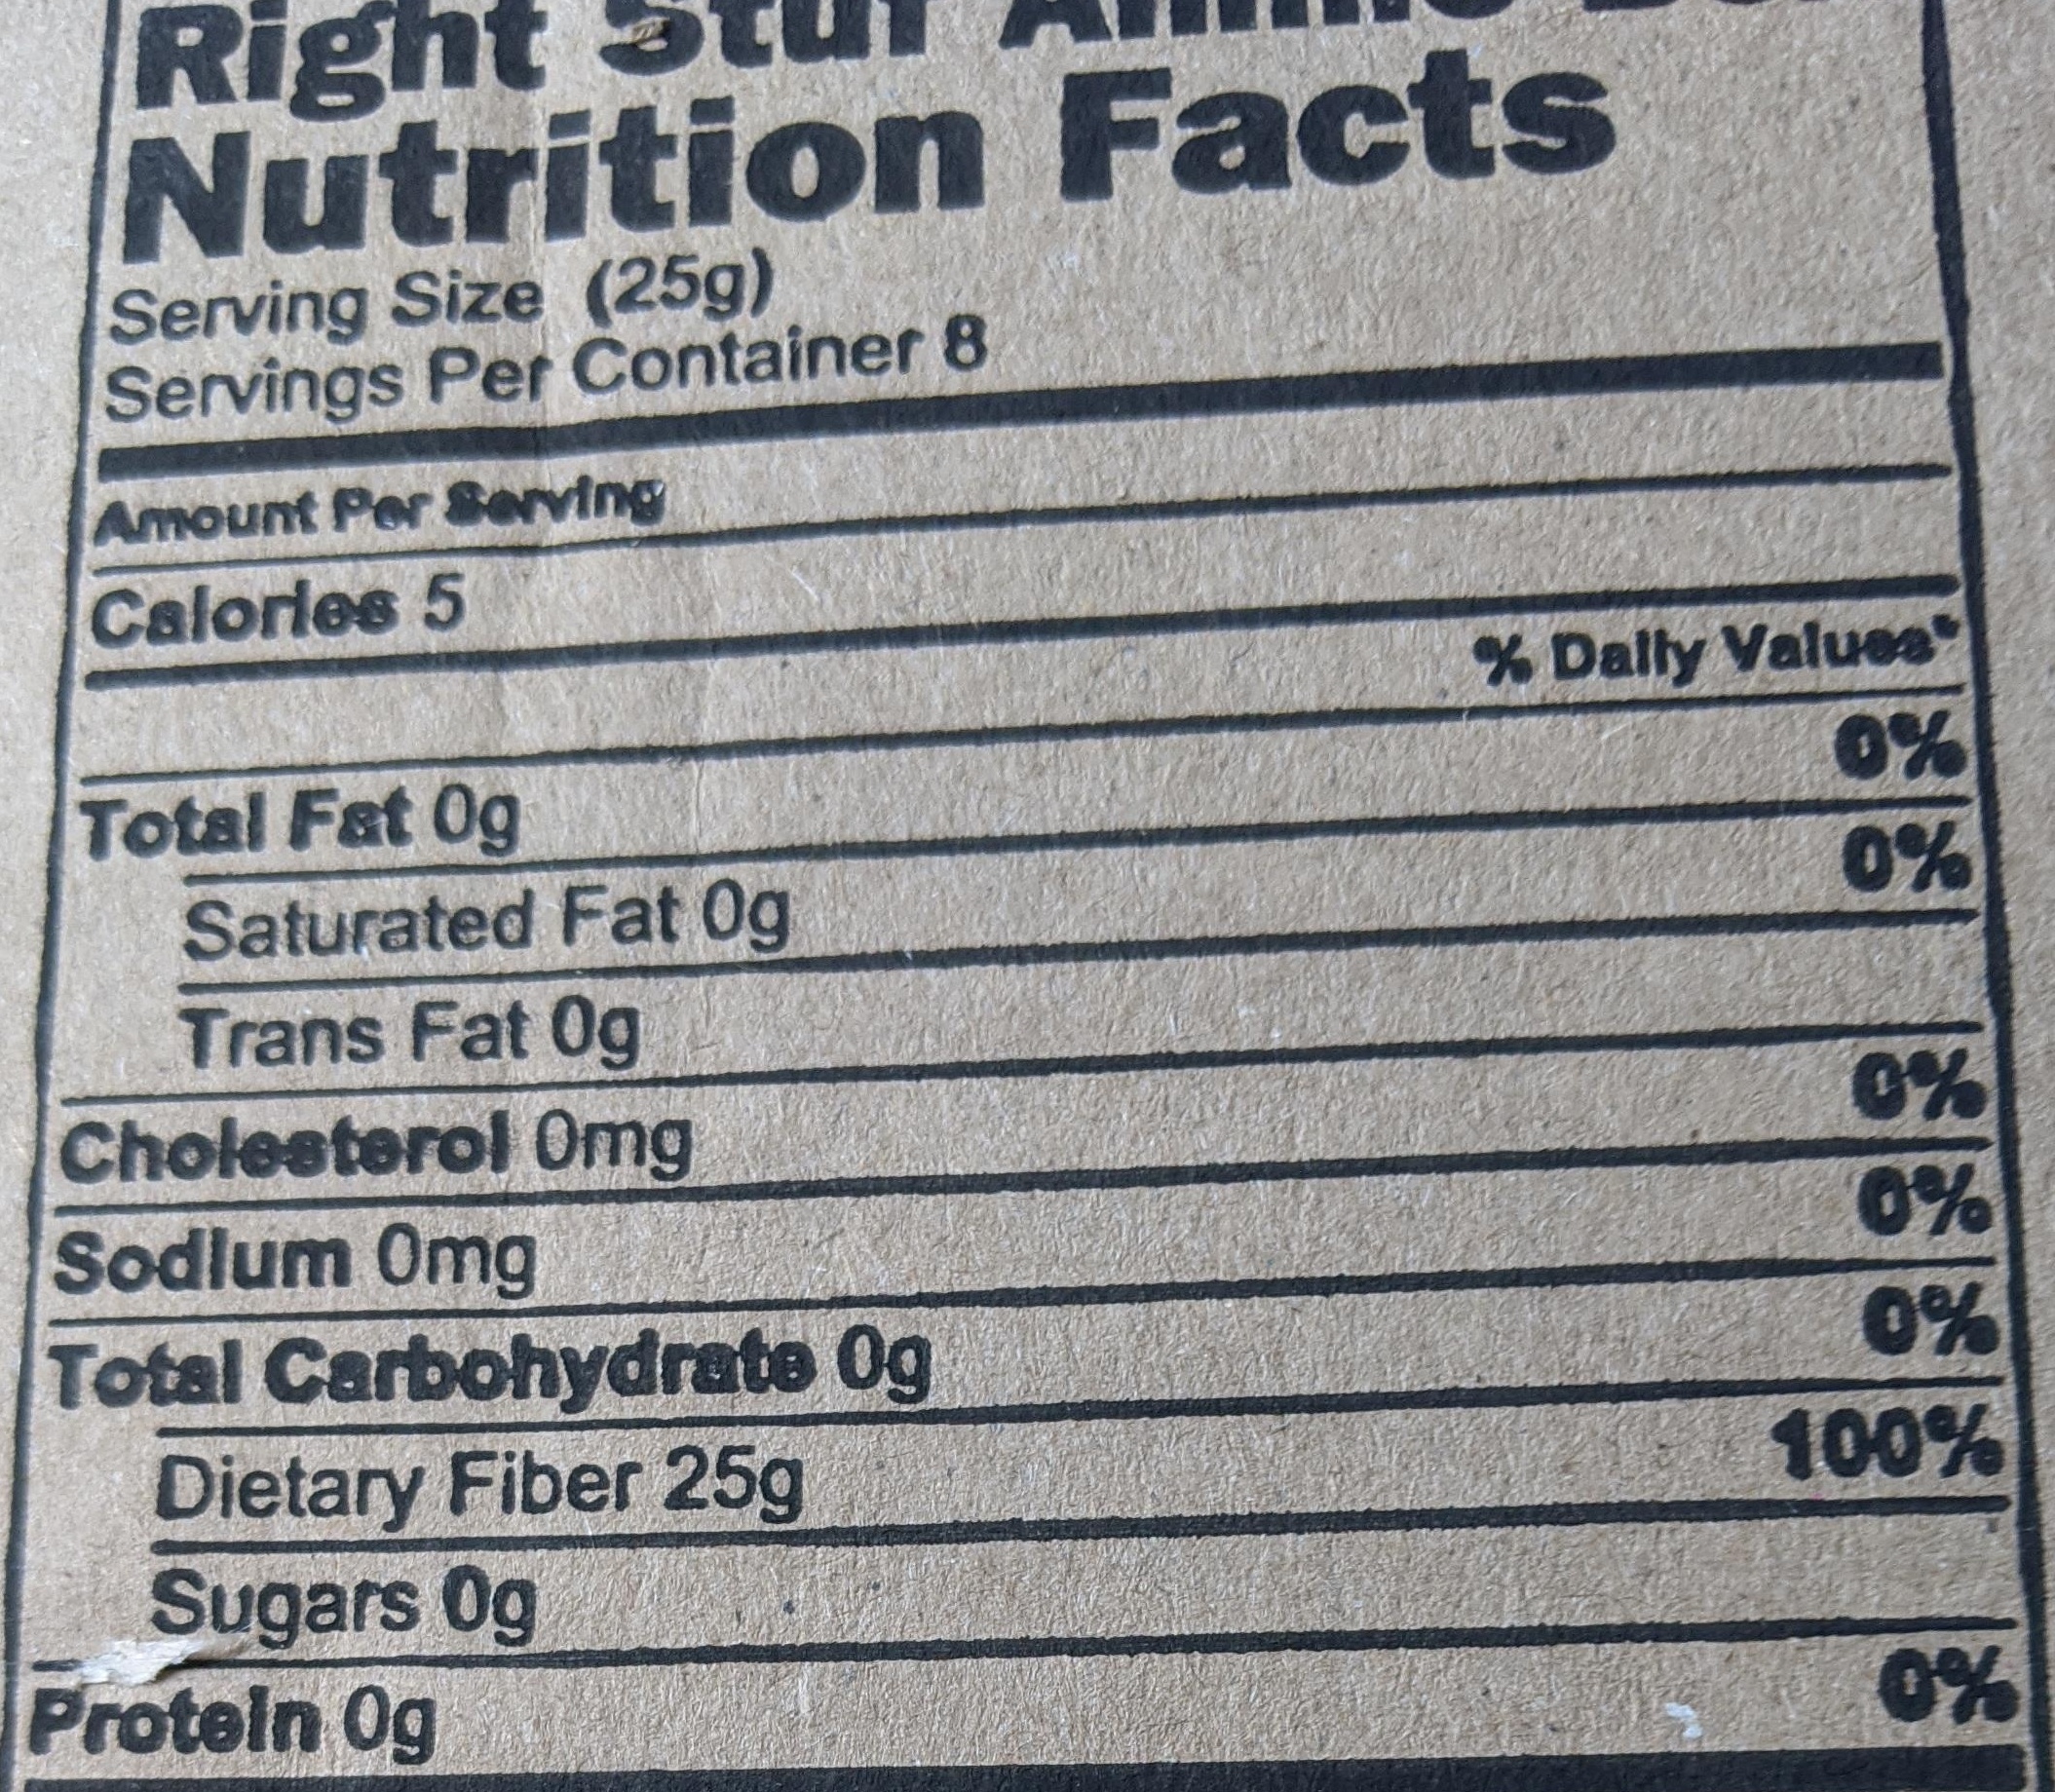 Right Stuf
Nutrition Facts
Serving Size (25g)
Servings Per Container 8
Amount Per Serving
Calories 5
% Daily Values*
Total Fat 0g 0%
Saturated Fat 0g 0%
Trans Fat 0g
Cholesterol 0mg 0%
Sodium 0mg 0%
Total Carbohydrate 0g 0%
Dietary Fiber 25g 100%
Sugars 0g
Protein 0g 0%